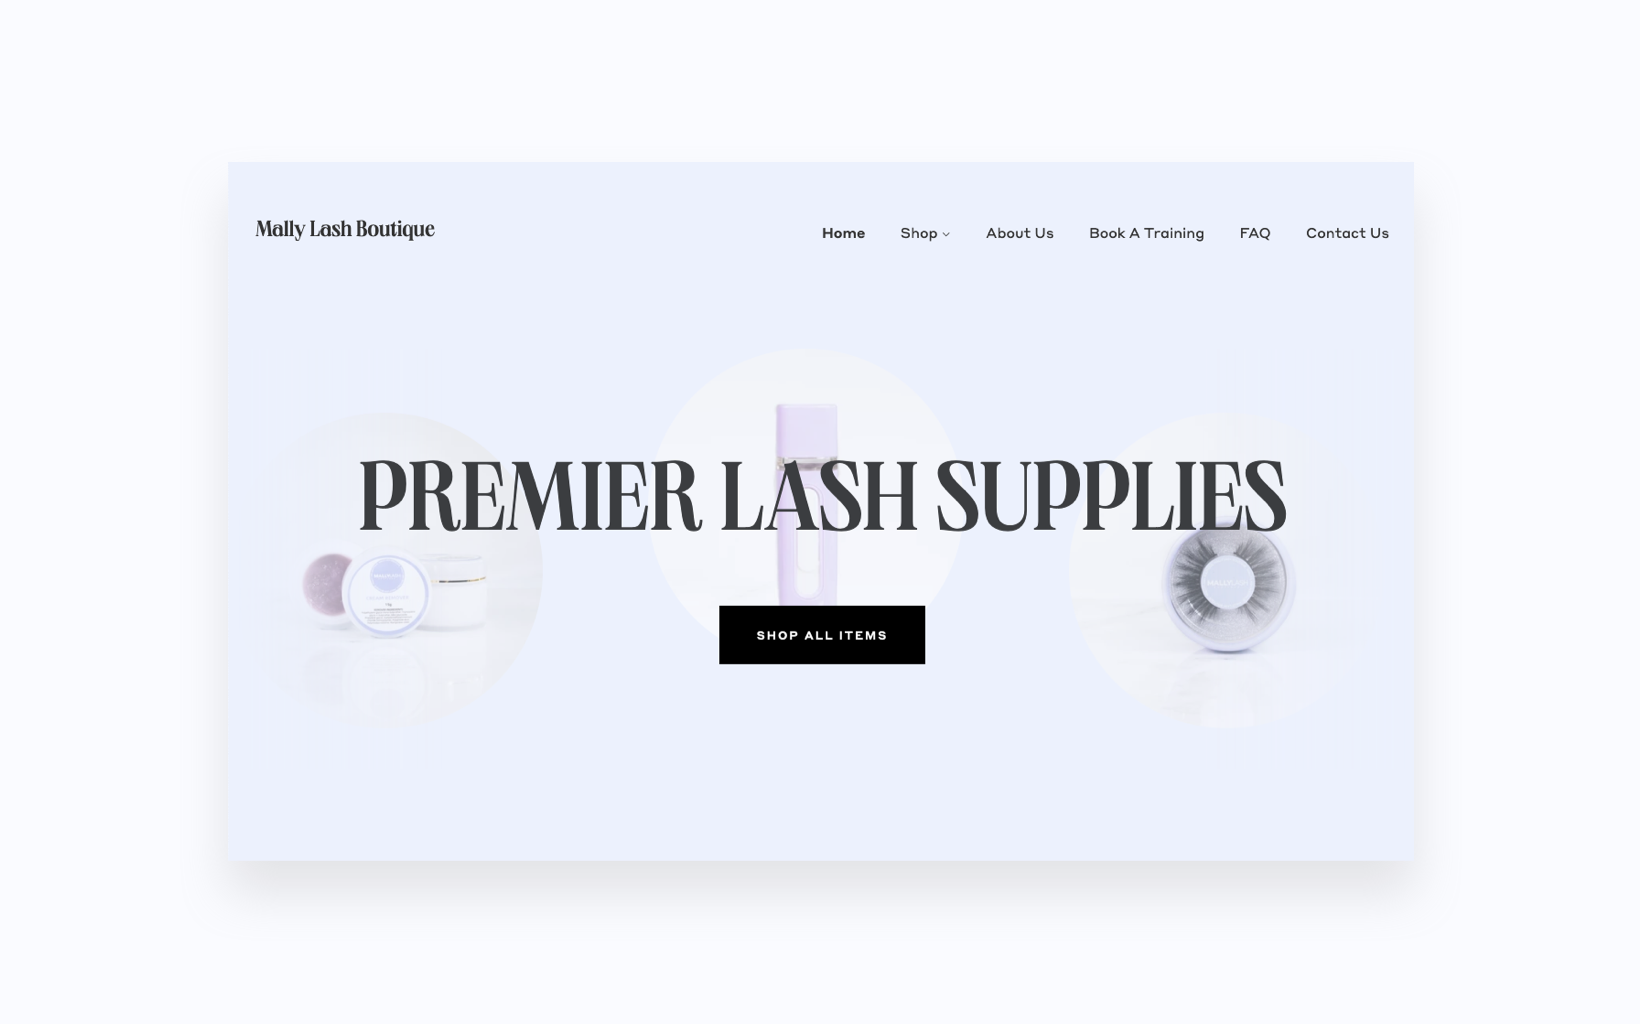 Mally Lash Boutique
Home Shop About Us Book A Training FAQ Contact Us
PREMIER LASH SUPPLIES
SHOP ALL ITEMS